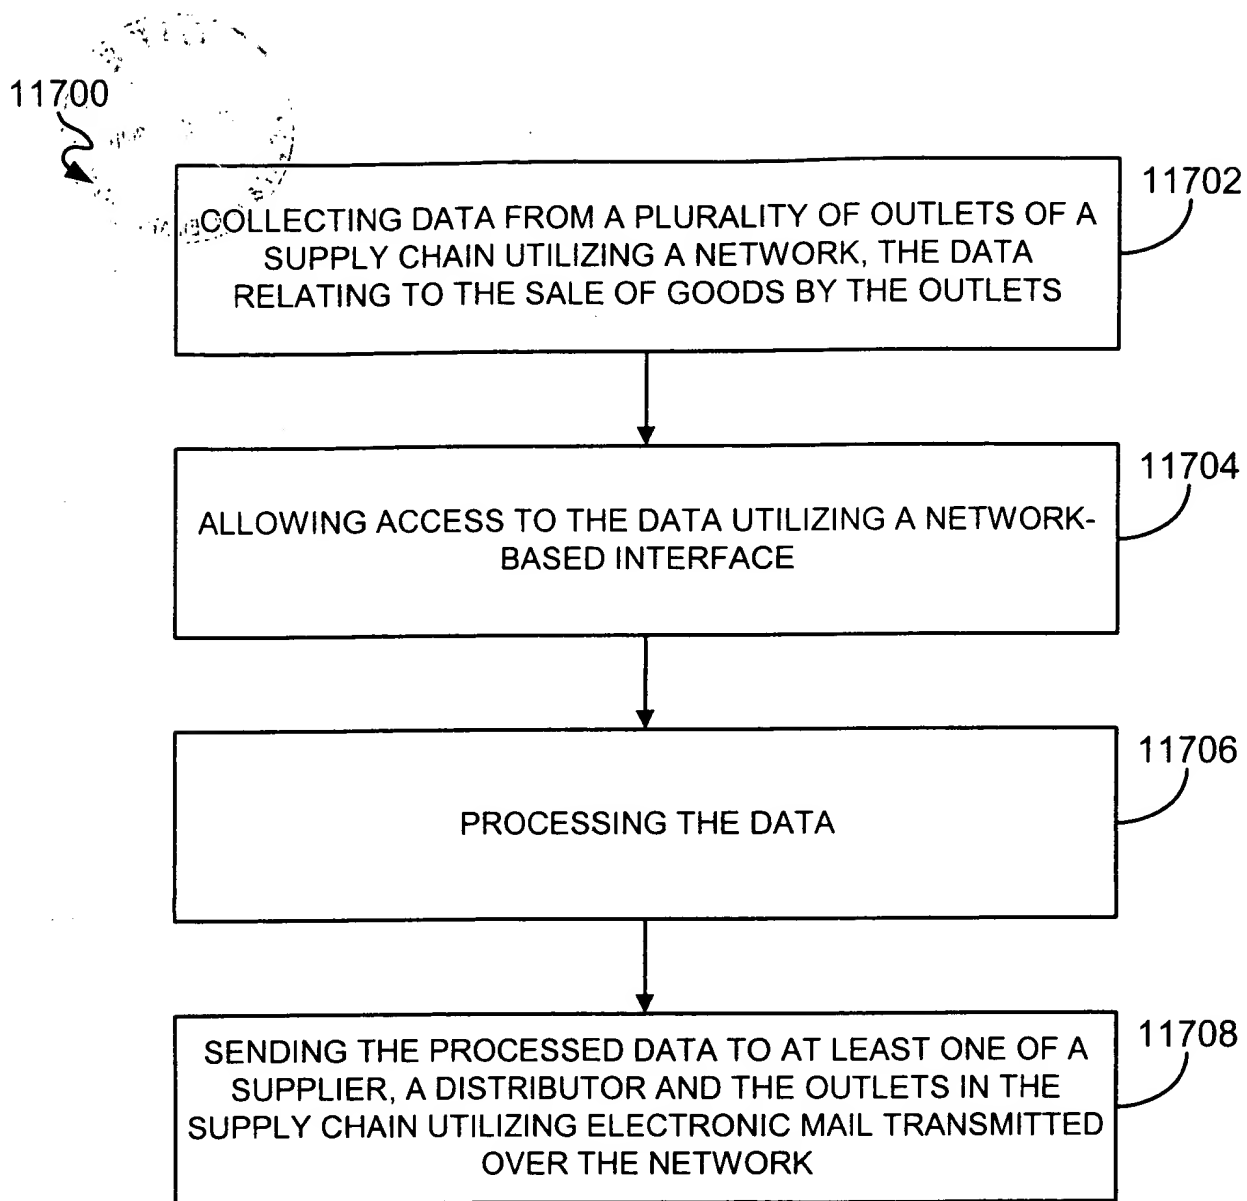 11700
11702
COLLECTING DATA FROM A PLURALITY OF OUTLETS OF A
SUPPLY CHAIN UTILIZING A NETWORK, THE DATA
RELATING TO THE SALE OF GOODS BY THE OUTLETS
11704
ALLOWING ACCESS TO THE DATA UTILIZING A NETWORK-
BASED INTERFACE
11706
PROCESSING THE DATA
11708
SENDING THE PROCESSED DATA TO AT LEAST ONE OF A
SUPPLIER, A DISTRIBUTOR AND THE OUTLETS IN THE
SUPPLY CHAIN UTILIZING ELECTRONIC MAIL TRANSMITTED
OVER THE NETWORK